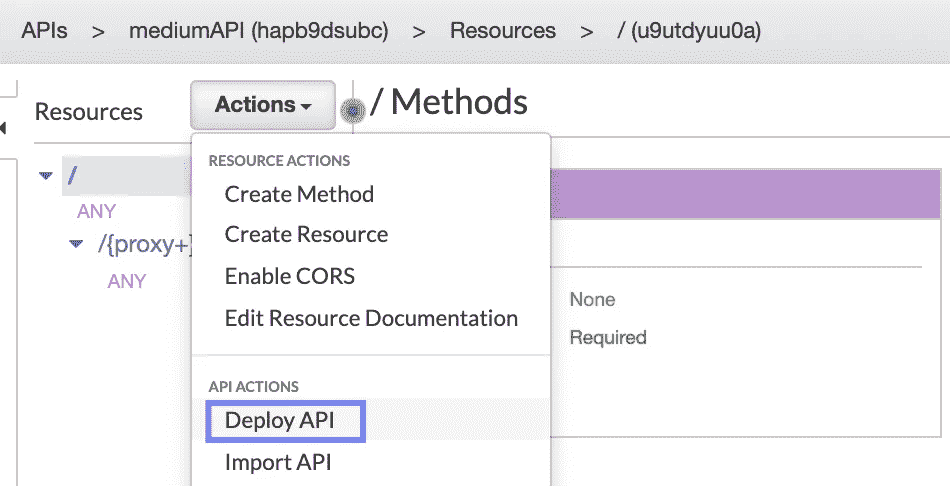 APIs > mediumAPI (hapb9dsubc) > Resources > / (u9utdyuu0a)
Resources Actions / Methods
RESOURCE ACTIONS
/ Create Method
ANY
/{proxy+} Create Resource
ANY Enable CORS
Edit Resource Documentation
None
Required
API ACTIONS
Deploy API
Import API